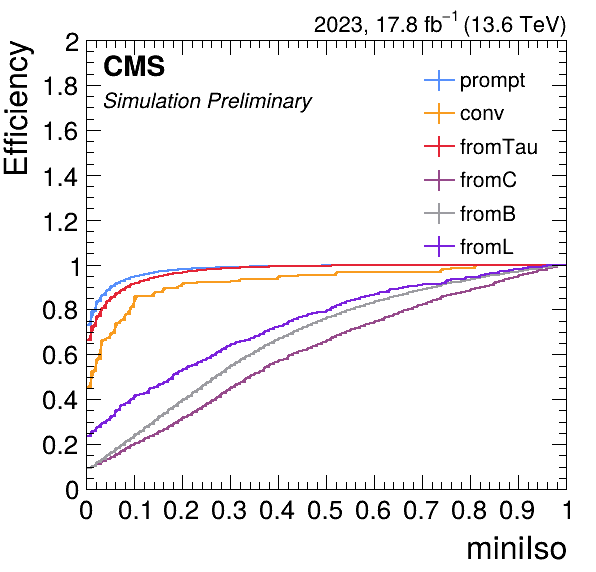 2023, 17.8 fb⁻¹ (13.6 TeV)
Efficiency
CMS
Simulation Preliminary
prompt
conv
fromTau
fromC
fromB
fromL
2
1.8
1.6
1.4
1.2
1
0.8
0.6
0.4
0.2
0
0 0.1 0.2 0.3 0.4 0.5 0.6 0.7 0.8 0.9 1
miniIso